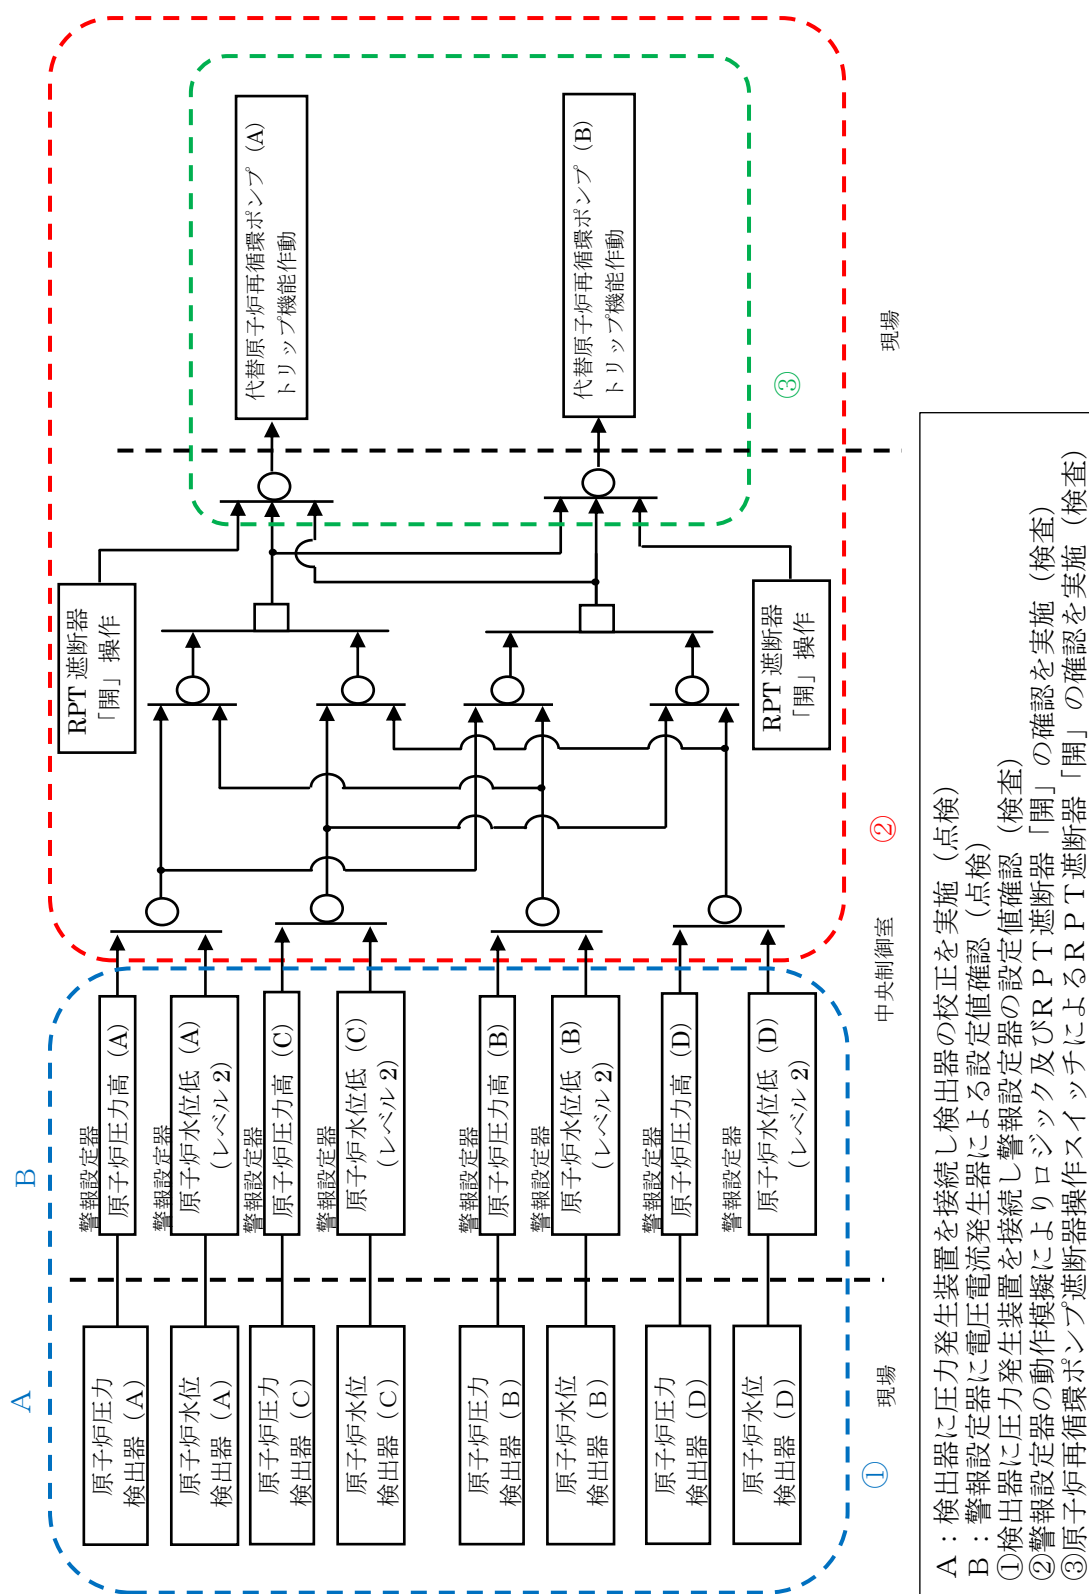 A
B
原子炉圧力
検出器 (A)
原子炉水位
検出器 (A)
原子炉圧力
検出器 (C)
原子炉水位
検出器 (C)
原子炉圧力
検出器 (B)
原子炉水位
検出器 (B)
原子炉圧力
検出器 (D)
原子炉水位
検出器 (D)
警報設定器
原子炉圧力高 (A)
警報設定器
原子炉水位低 (A)
(レベル 2)
警報設定器
原子炉圧力高 (C)
警報設定器
原子炉水位低 (C)
(レベル 2)
警報設定器
原子炉圧力高 (B)
警報設定器
原子炉水位低 (B)
(レベル 2)
警報設定器
原子炉圧力高 (D)
警報設定器
原子炉水位低 (D)
(レベル 2)
RPT 遮断器
「開」操作
RPT 遮断器
「開」操作
代替原子炉再循環ポンプ (A)
トリップ機能作動
代替原子炉再循環ポンプ (B)
トリップ機能作動
①
②
③
現場
中央制御室
現場
A：検出器に圧力発生装置を接続し検出器の校正を実施（点検）
B：警報設定器に電圧電流発生器による設定値確認（点検）
①検出器に圧力発生装置を接続し警報設定器の設定値確認（検査）
②警報設定器の動作模擬によりロジック及びＲＰＴ遮断器「開」の確認を実施（検査）
③原子炉再循環ポンプ遮断器操作スイッチによるＲＰＴ遮断器「開」の確認を実施（検査）